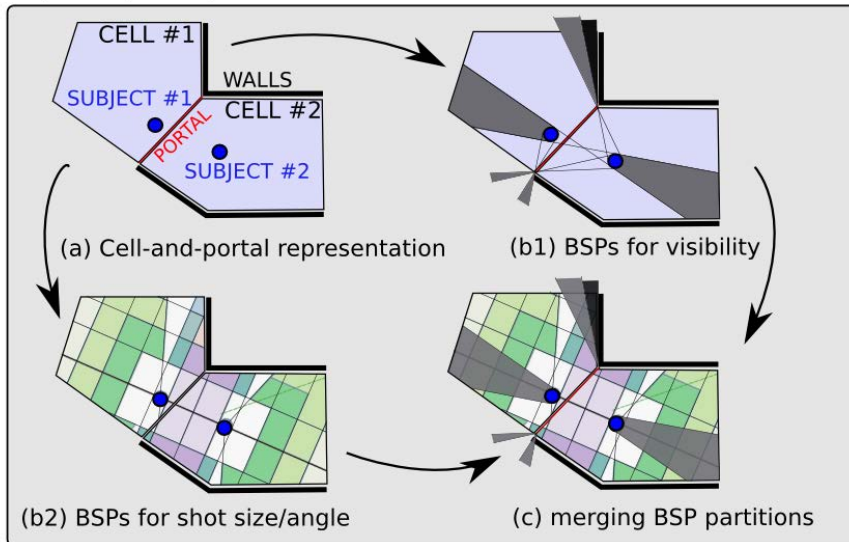 CELL #1
WALLS
SUBJECT #1
CELL #2
PORTAL
SUBJECT #2
(a) Cell-and-portal representation
(b1) BSPs for visibility
(b2) BSPs for shot size/angle
(c) merging BSP partitions